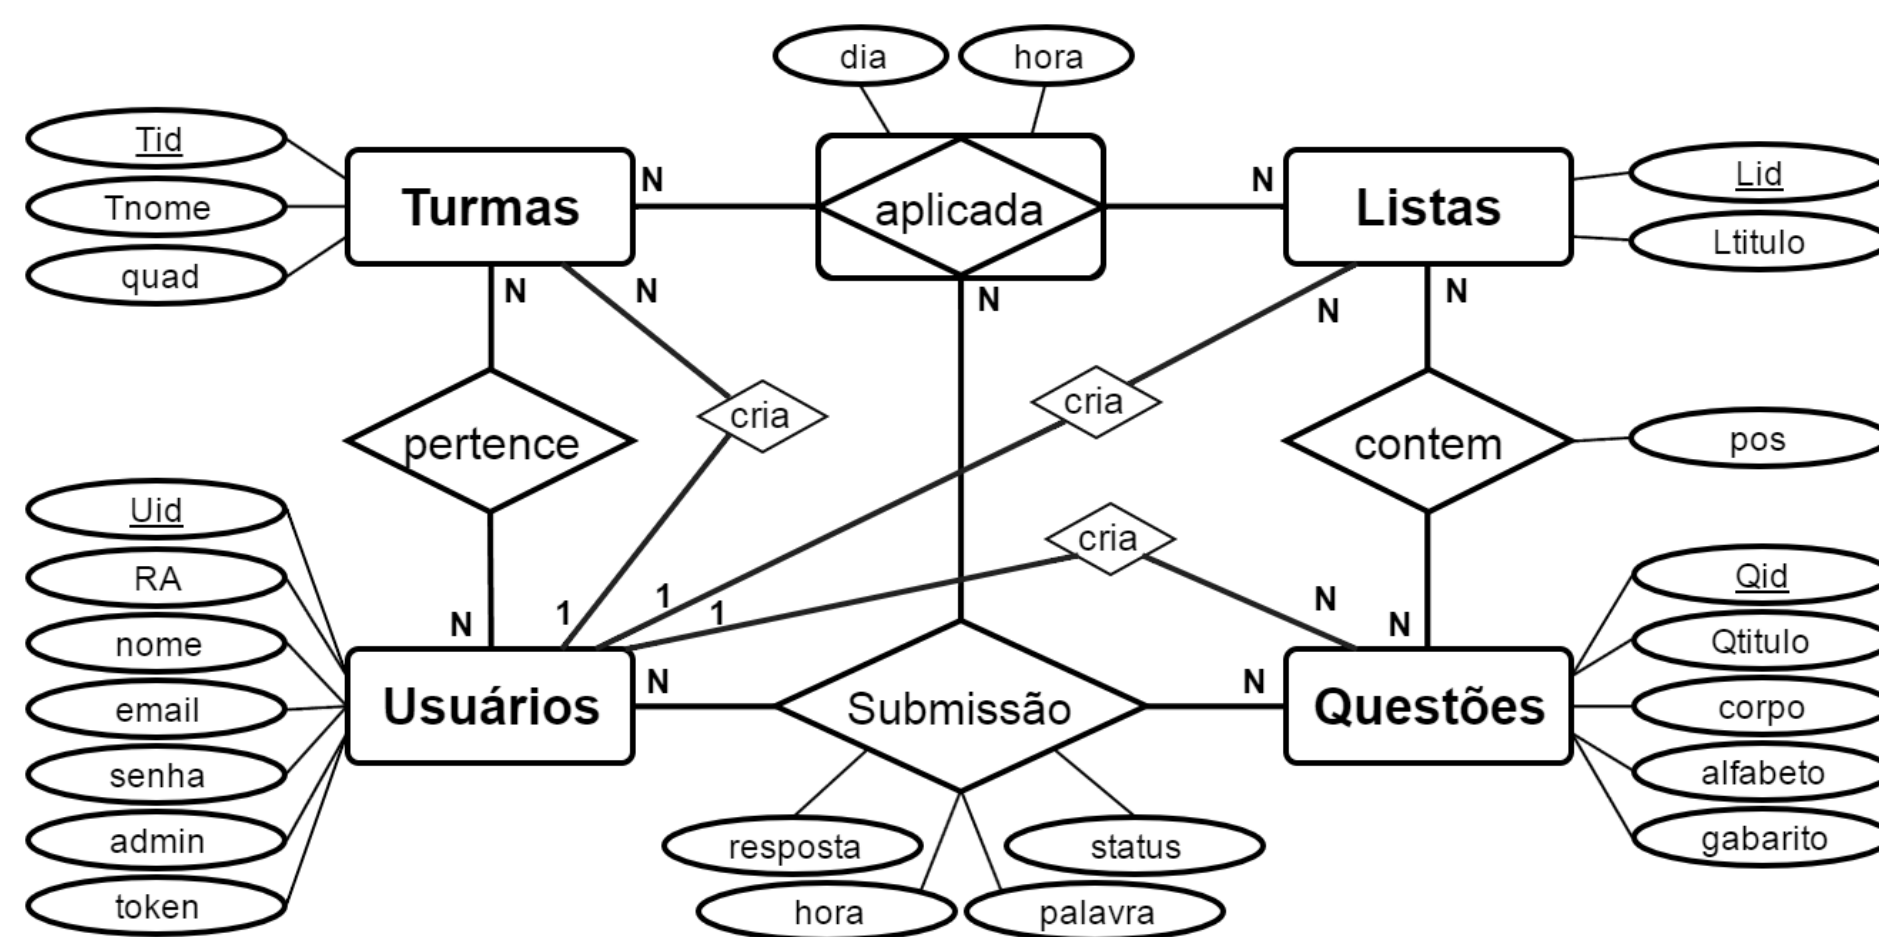 dia hora
Tid
Tnome
quad
Turmas
N
aplicada
N
Listas
Lid
Ltitulo
N
N
N
N
N
pertence
cria
cria
contem
pos
cria
Uid
RA
nome
email
senha
admin
token
N
1
1
1
N
N
Usuários
N
Submissão
N
Questões
Qid
Qtitulo
corpo
alfabeto
gabarito
resposta
status
hora
palavra